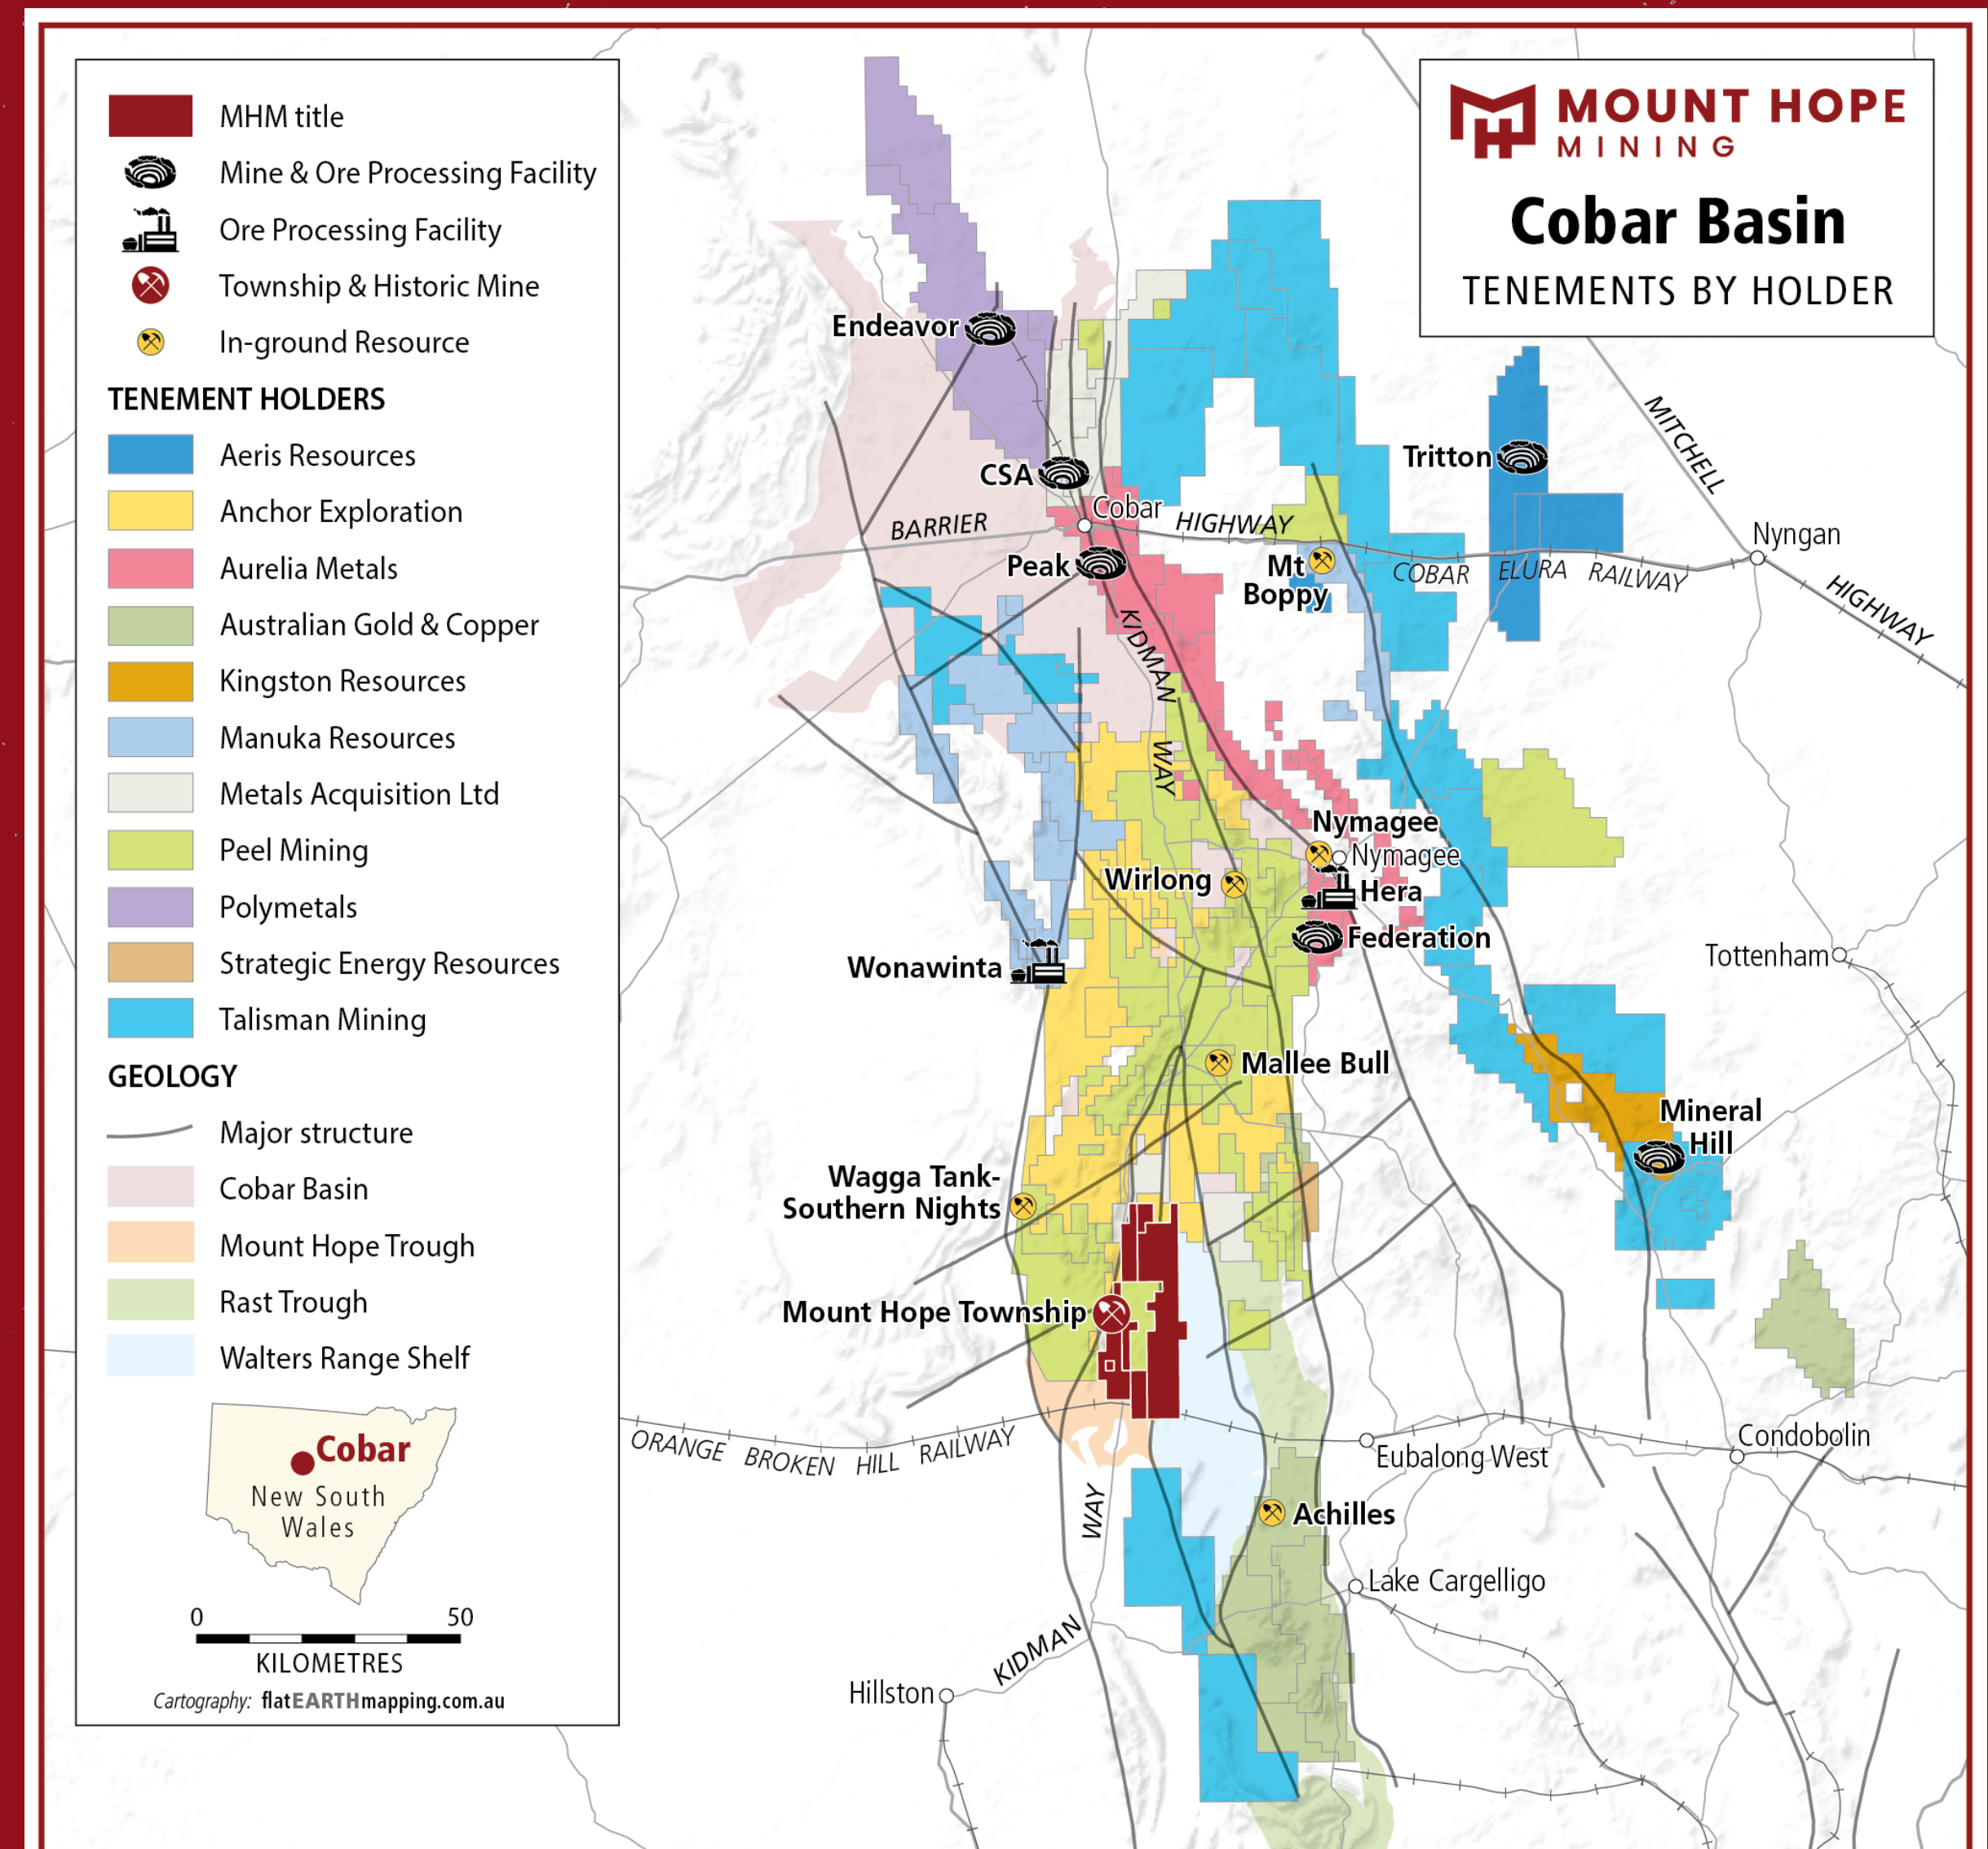 MHM title
Mine & Ore Processing Facility
Ore Processing Facility
Township & Historic Mine
In-ground Resource
TENEMENT HOLDERS
Aeris Resources
Anchor Exploration
Aurelia Metals
Australian Gold & Copper
Kingston Resources
Manuka Resources
Metals Acquisition Ltd
Peel Mining
Polymetals
Strategic Energy Resources
Talisman Mining
GEOLOGY
Major structure
Cobar Basin
Mount Hope Trough
Rast Trough
Walters Range Shelf
Cobar
New South
Wales
0 50
KILOMETRES
Cartography: flatEARTHmapping.com.au
MOUNT HOPE
MINING
Cobar Basin
TENEMENTS BY HOLDER
Endeavor
CSA
Cobar
BARRIER HIGHWAY
Peak
Mt
Boppy
Tritton
MITCHELL
HIGHWAY
Nyngan
COBAR ELURA RAILWAY
KIDMAN
WAY
Nymagee
Nymagee
Wirlong
Hera
Federation
Wonawinta
Tottenham
Mallee Bull
Mineral
Hill
Wagga Tank-
Southern Nights
Mount Hope Township
ORANGE BROKEN HILL RAILWAY
Eubalong West
Condobolin
WAY
Achilles
Lake Cargelligo
KIDMAN
Hillston